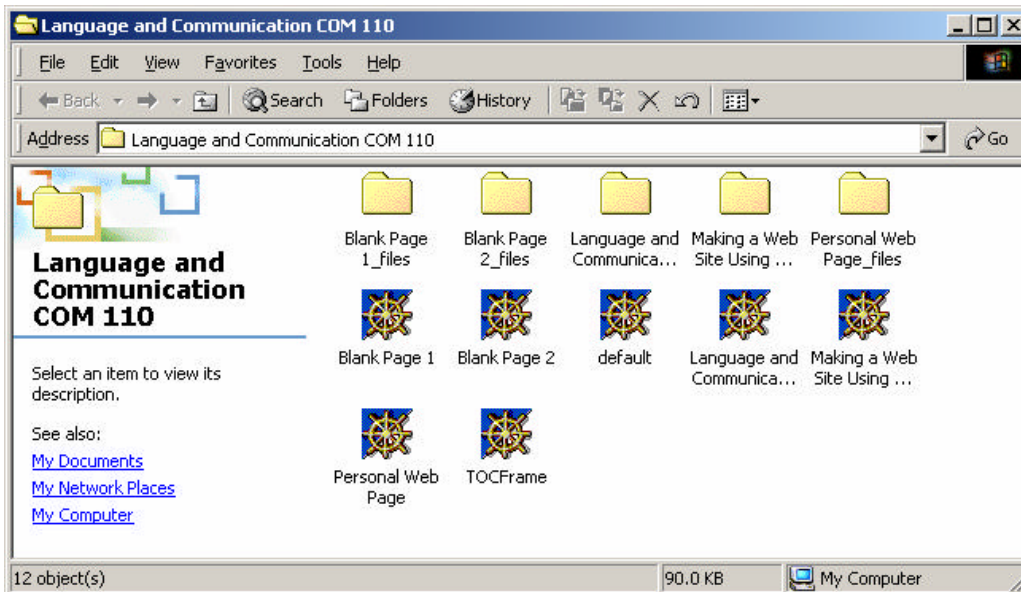 Language and Communication COM 110
File Edit View Favorites Tools Help
Back Search Folders History
Address Language and Communication COM 110 Go
Language and
Communication
COM 110
Select an item to view its
description.
See also:
My Documents
My Network Places
My Computer
Blank Page
1_files
Blank Page
2_files
Language and
Communica...
Making a Web
Site Using ...
Personal Web
Page_files
Blank Page 1
Blank Page 2
default
Language and
Communica...
Making a Web
Site Using ...
Personal Web
Page
TOCFrame
12 object(s) 90.0 KB My Computer